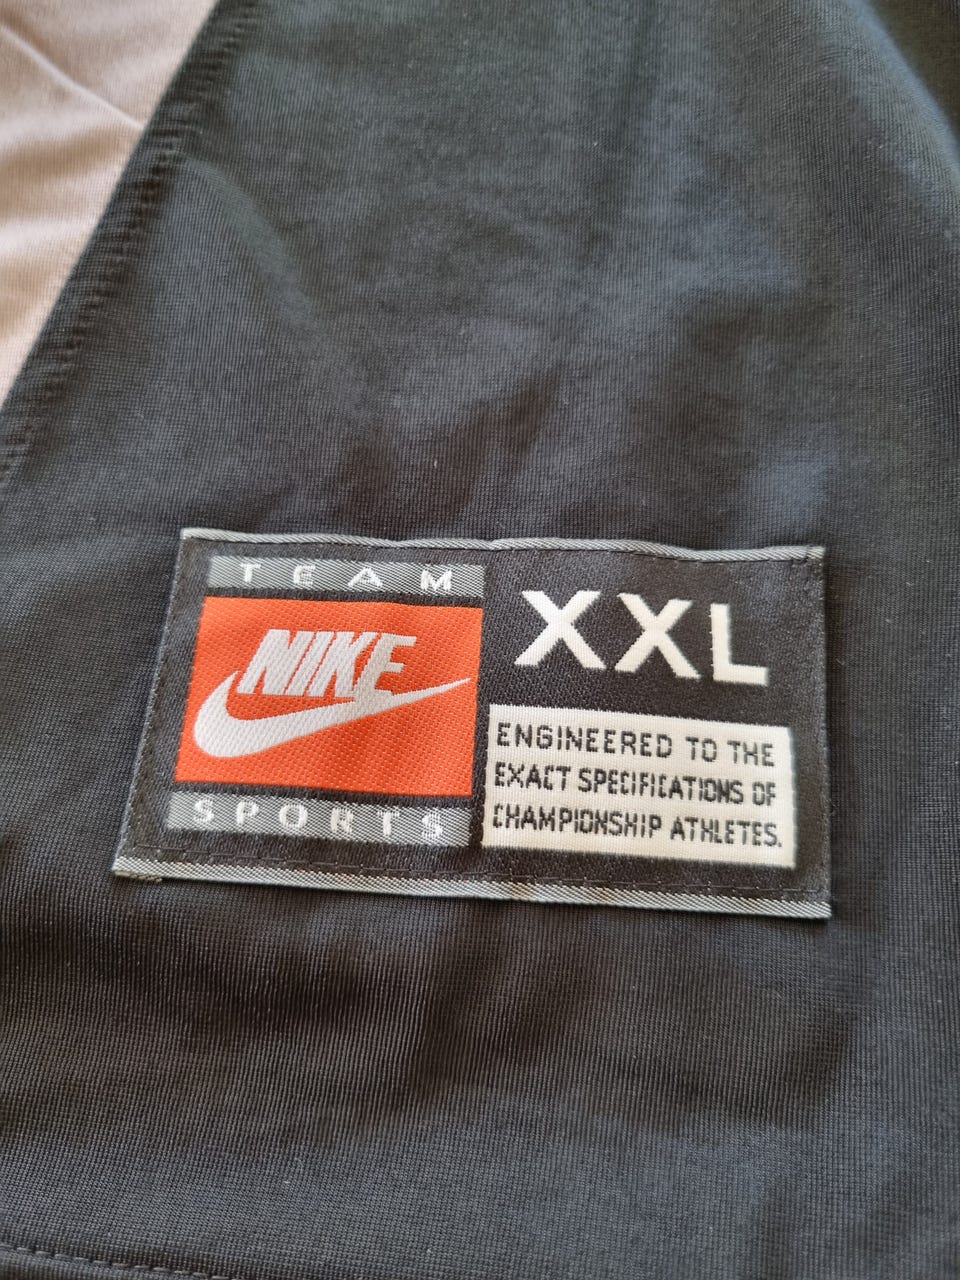 TEAM
NIKE
SPORTS
XXL
ENGINEERED TO THE
EXACT SPECIFICATIONS OF
CHAMPIONSHIP ATHLETES.